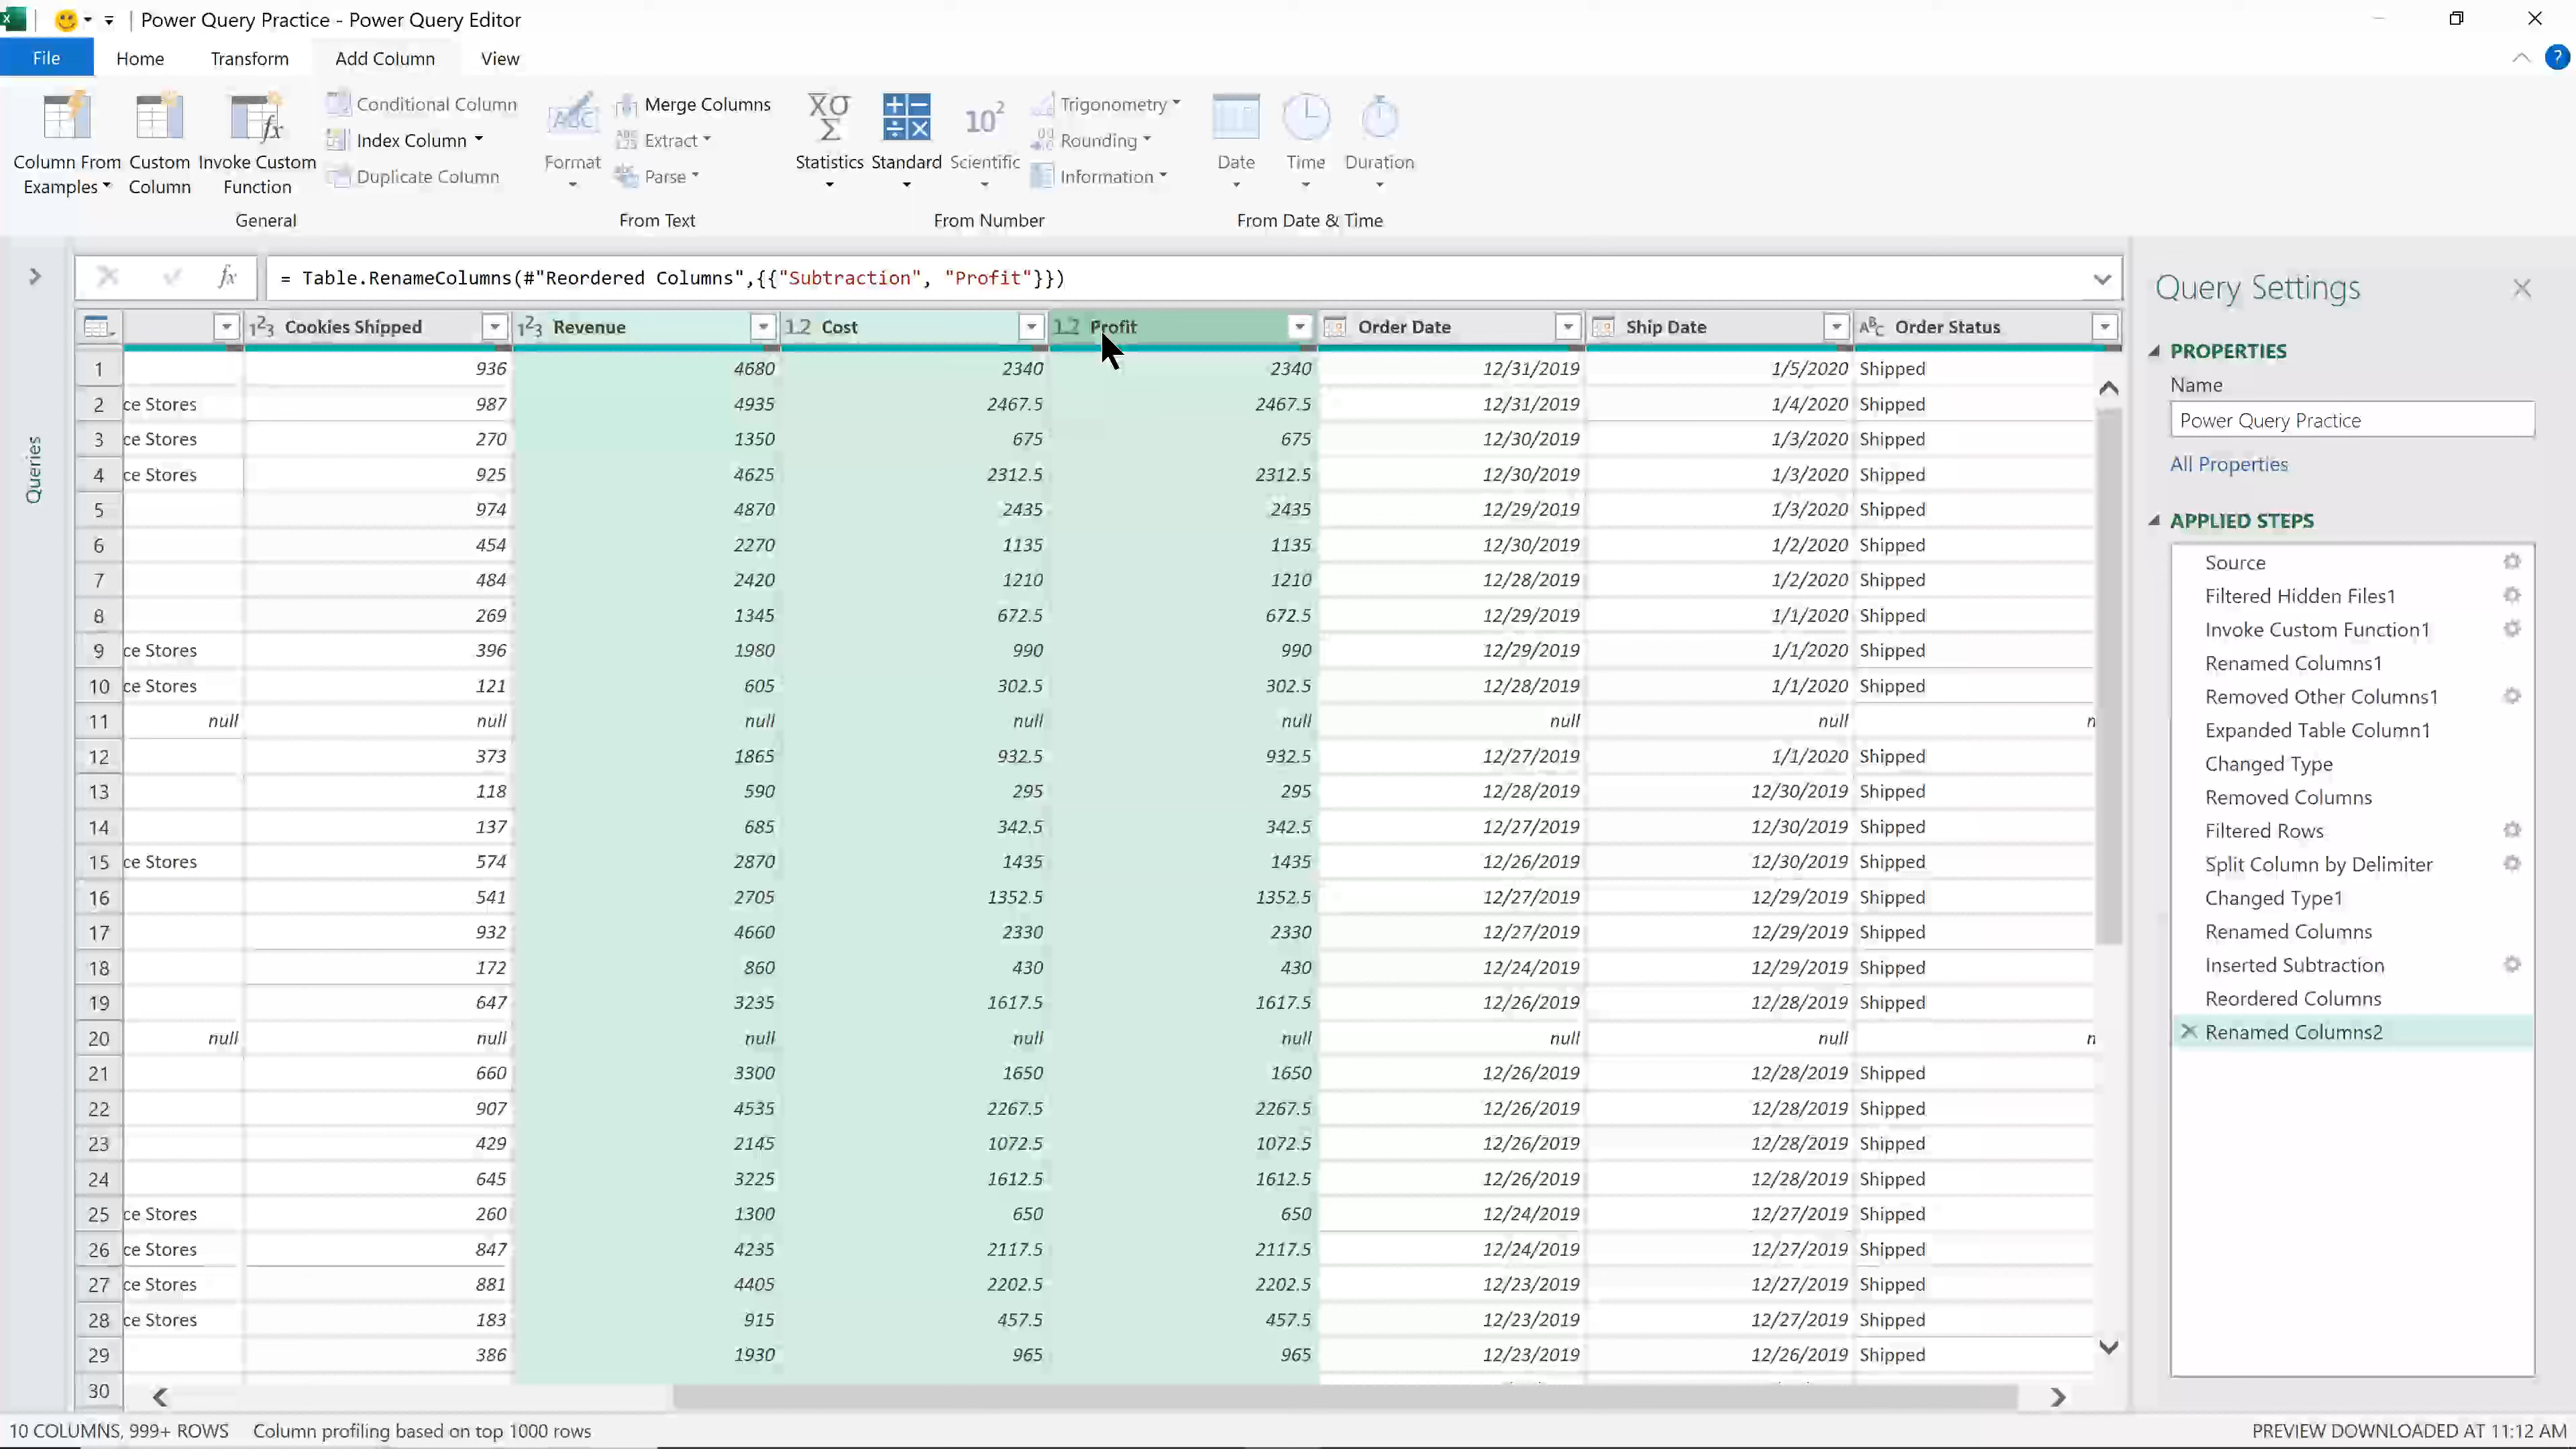 Power Query Practice - Power Query Editor
File Home Transform Add Column View
Column From Examples
Custom Column
Invoke Custom Function
Conditional Column
Index Column
Duplicate Column
General
ABC
Format
Merge Columns
ABC 123 Extract
abc Parse
From Text
XO Σ
Statistics
Standard
10² Scientific
Trigonometry
.00 Rounding
Information
From Number
Date
Time
Duration
From Date & Time
fx = Table.RenameColumns(#"Reordered Columns",{{"Subtraction", "Profit"}})
Queries
1²3 Cookies Shipped 1²3 Revenue 1.2 Cost 1.2 Profit Order Date Ship Date ABC Order Status
1 936 4680 2340 2340 12/31/2019 1/5/2020 Shipped
2 ce Stores 987 4935 2467.5 2467.5 12/31/2019 1/4/2020 Shipped
3 ce Stores 270 1350 675 675 12/30/2019 1/3/2020 Shipped
4 ce Stores 925 4625 2312.5 2312.5 12/30/2019 1/3/2020 Shipped
5 974 4870 2435 2435 12/29/2019 1/3/2020 Shipped
6 454 2270 1135 1135 12/30/2019 1/2/2020 Shipped
7 484 2420 1210 1210 12/28/2019 1/2/2020 Shipped
8 269 1345 672.5 672.5 12/29/2019 1/1/2020 Shipped
9 ce Stores 396 1980 990 990 12/29/2019 1/1/2020 Shipped
10 ce Stores 121 605 302.5 302.5 12/28/2019 1/1/2020 Shipped
11 null null null null null null null n
12 373 1865 932.5 932.5 12/27/2019 1/1/2020 Shipped
13 118 590 295 295 12/28/2019 12/30/2019 Shipped
14 137 685 342.5 342.5 12/27/2019 12/30/2019 Shipped
15 ce Stores 574 2870 1435 1435 12/26/2019 12/30/2019 Shipped
16 541 2705 1352.5 1352.5 12/27/2019 12/29/2019 Shipped
17 932 4660 2330 2330 12/27/2019 12/29/2019 Shipped
18 172 860 430 430 12/24/2019 12/29/2019 Shipped
19 647 3235 1617.5 1617.5 12/26/2019 12/28/2019 Shipped
20 null null null null null null null n
21 660 3300 1650 1650 12/26/2019 12/28/2019 Shipped
22 907 4535 2267.5 2267.5 12/26/2019 12/28/2019 Shipped
23 429 2145 1072.5 1072.5 12/26/2019 12/28/2019 Shipped
24 645 3225 1612.5 1612.5 12/26/2019 12/28/2019 Shipped
25 ce Stores 260 1300 650 650 12/24/2019 12/27/2019 Shipped
26 ce Stores 847 4235 2117.5 2117.5 12/24/2019 12/27/2019 Shipped
27 ce Stores 881 4405 2202.5 2202.5 12/23/2019 12/27/2019 Shipped
28 ce Stores 183 915 457.5 457.5 12/23/2019 12/27/2019 Shipped
29 386 1930 965 965 12/23/2019 12/26/2019 Shipped
30
Query Settings
PROPERTIES
Name
Power Query Practice
All Properties
APPLIED STEPS
Source
Filtered Hidden Files1
Invoke Custom Function1
Renamed Columns1
Removed Other Columns1
Expanded Table Column1
Changed Type
Removed Columns
Filtered Rows
Split Column by Delimiter
Changed Type1
Renamed Columns
Inserted Subtraction
Reordered Columns
Renamed Columns2
10 COLUMNS, 999+ ROWS Column profiling based on top 1000 rows PREVIEW DOWNLOADED AT 11:12 AM